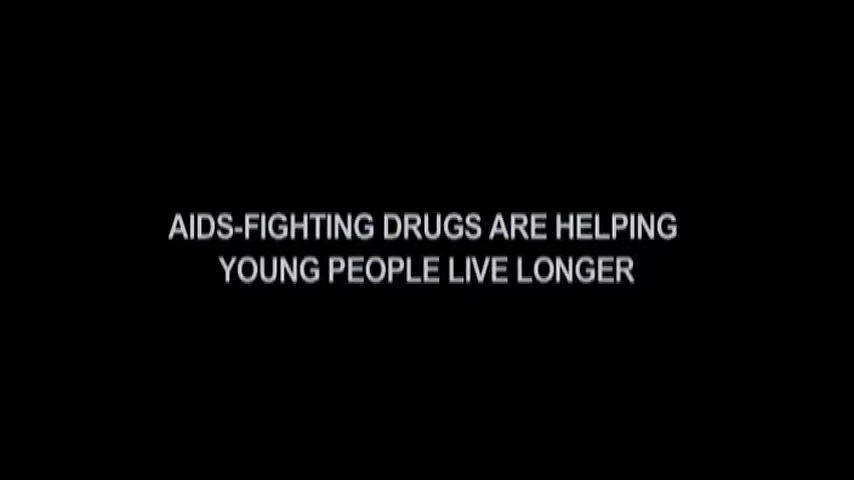 AIDS-FIGHTING DRUGS ARE HELPING
YOUNG PEOPLE LIVE LONGER